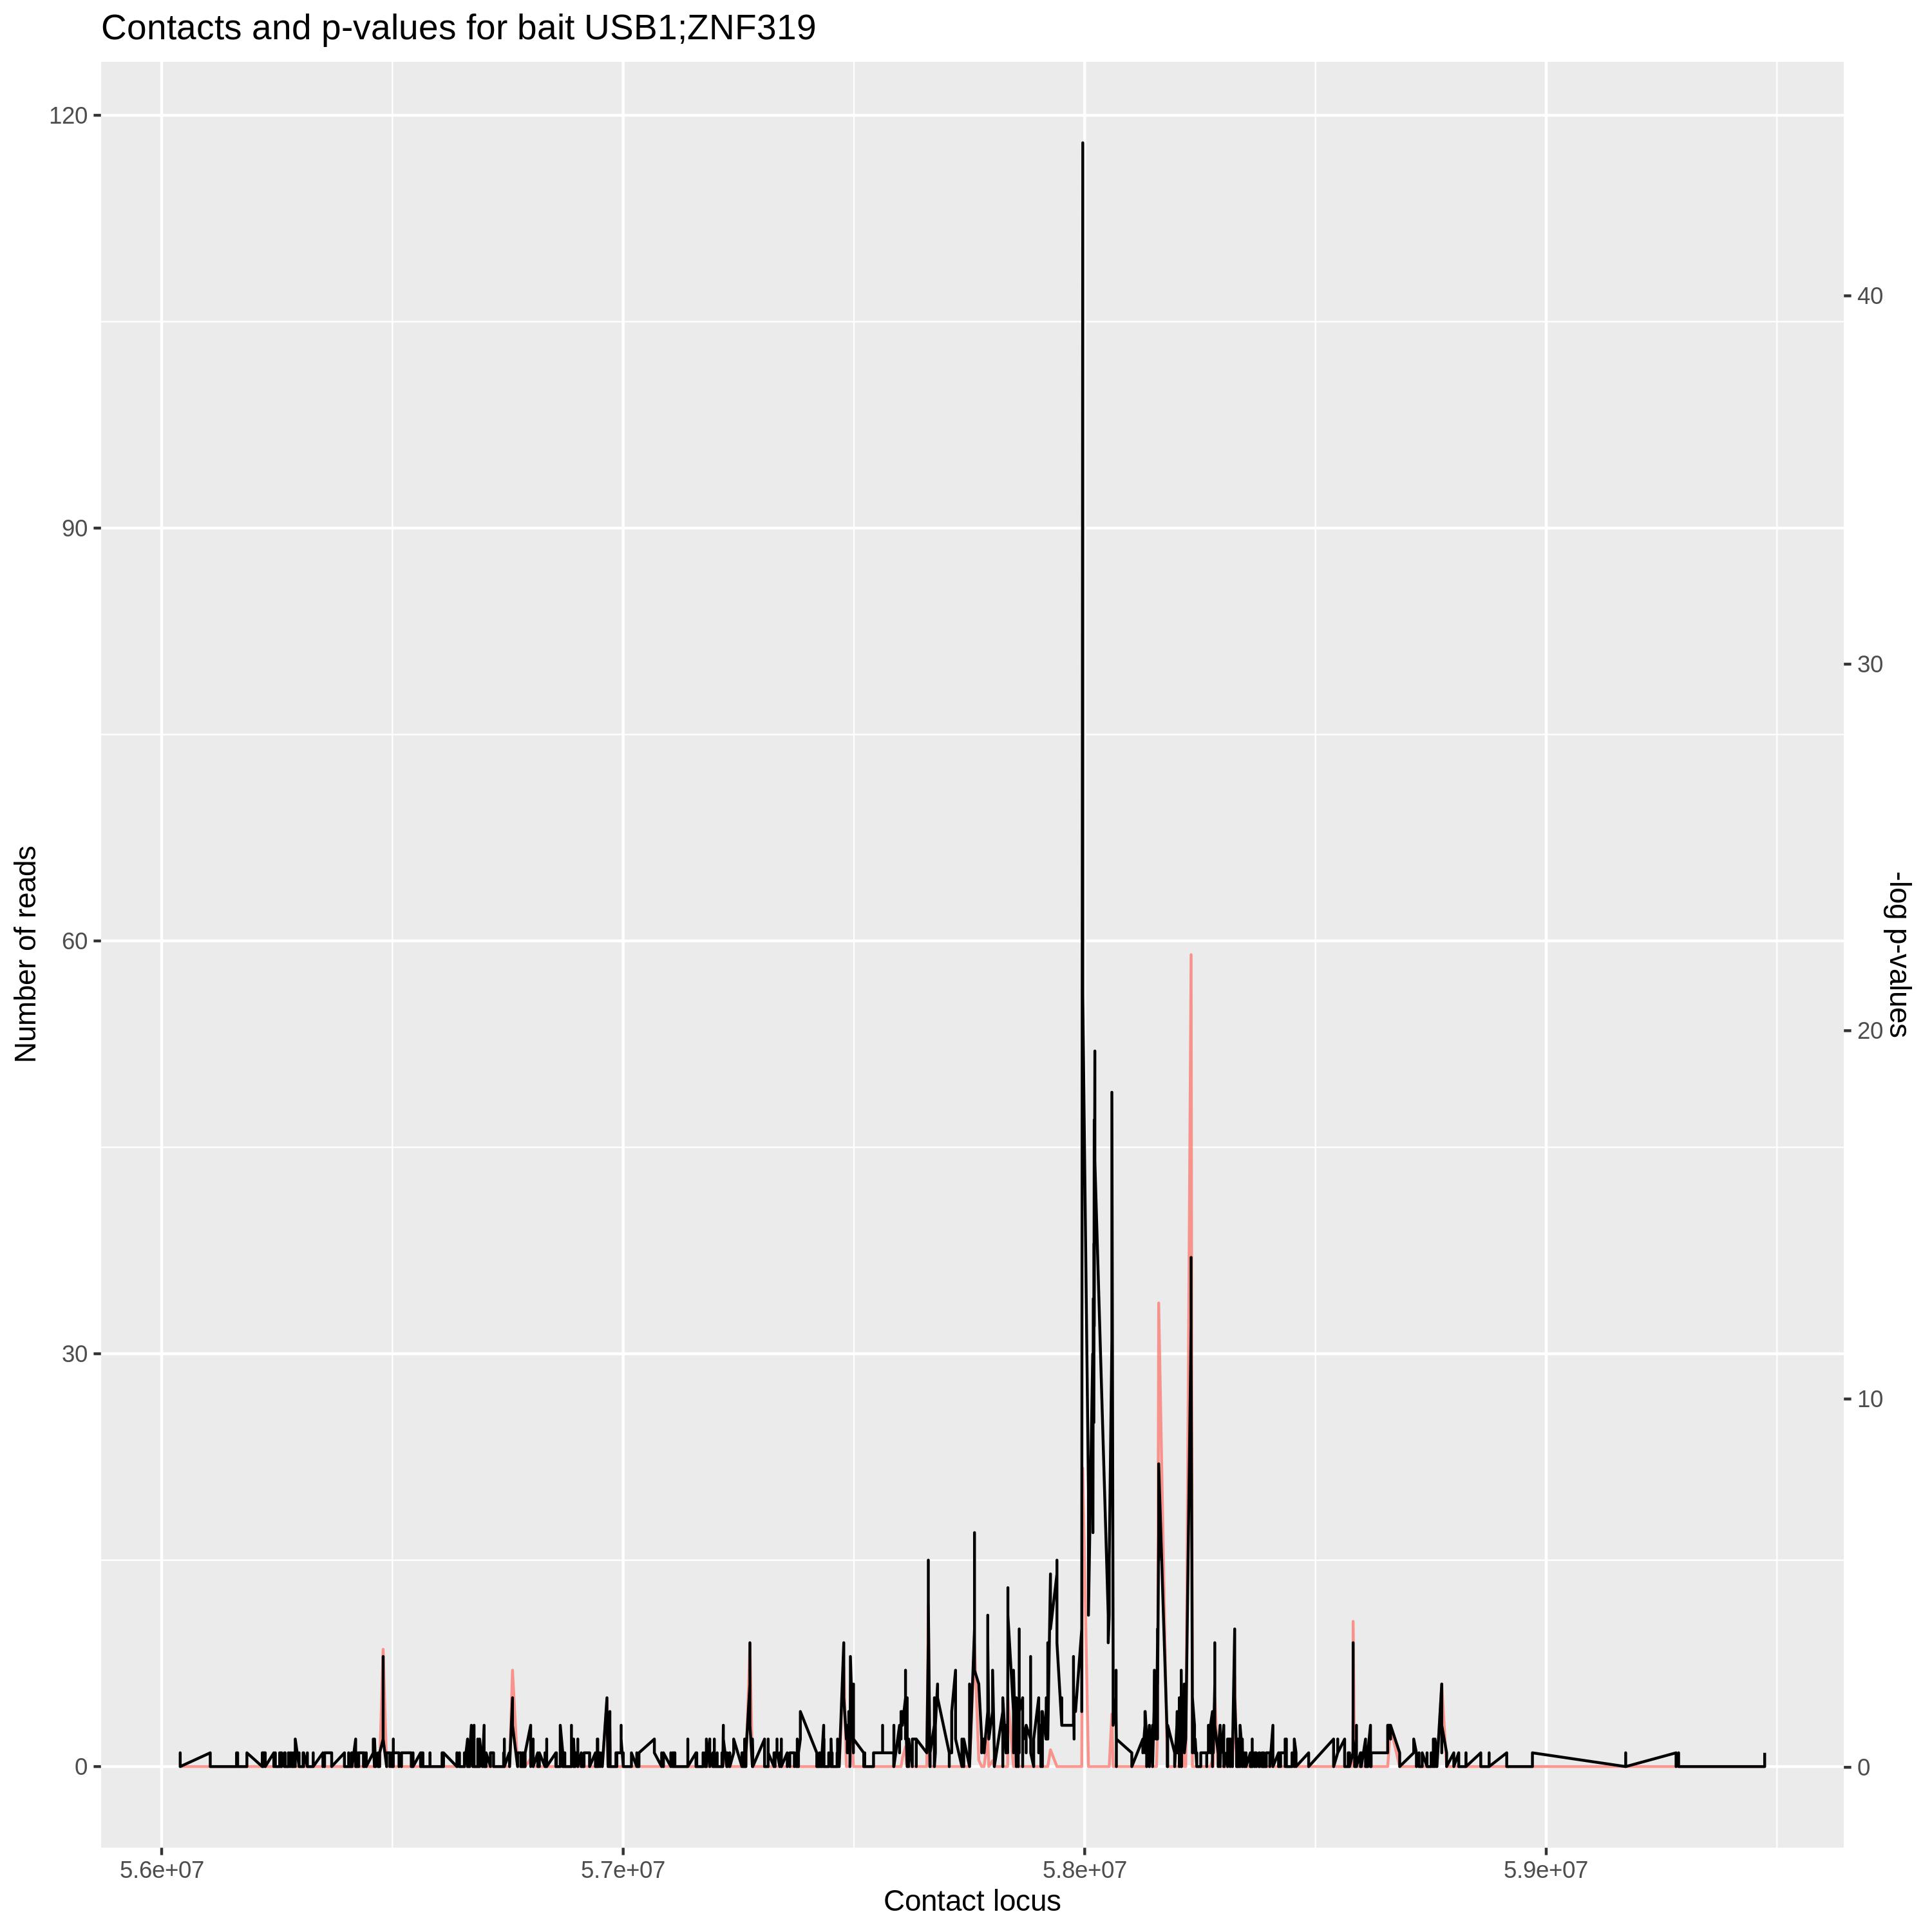 Contacts and p-values for bait USB1;ZNF319
120
90
60
30
0
Number of reads
40
30
20
10
0
-log p-values
5.6e+07
5.7e+07
5.8e+07
5.9e+07
Contact locus